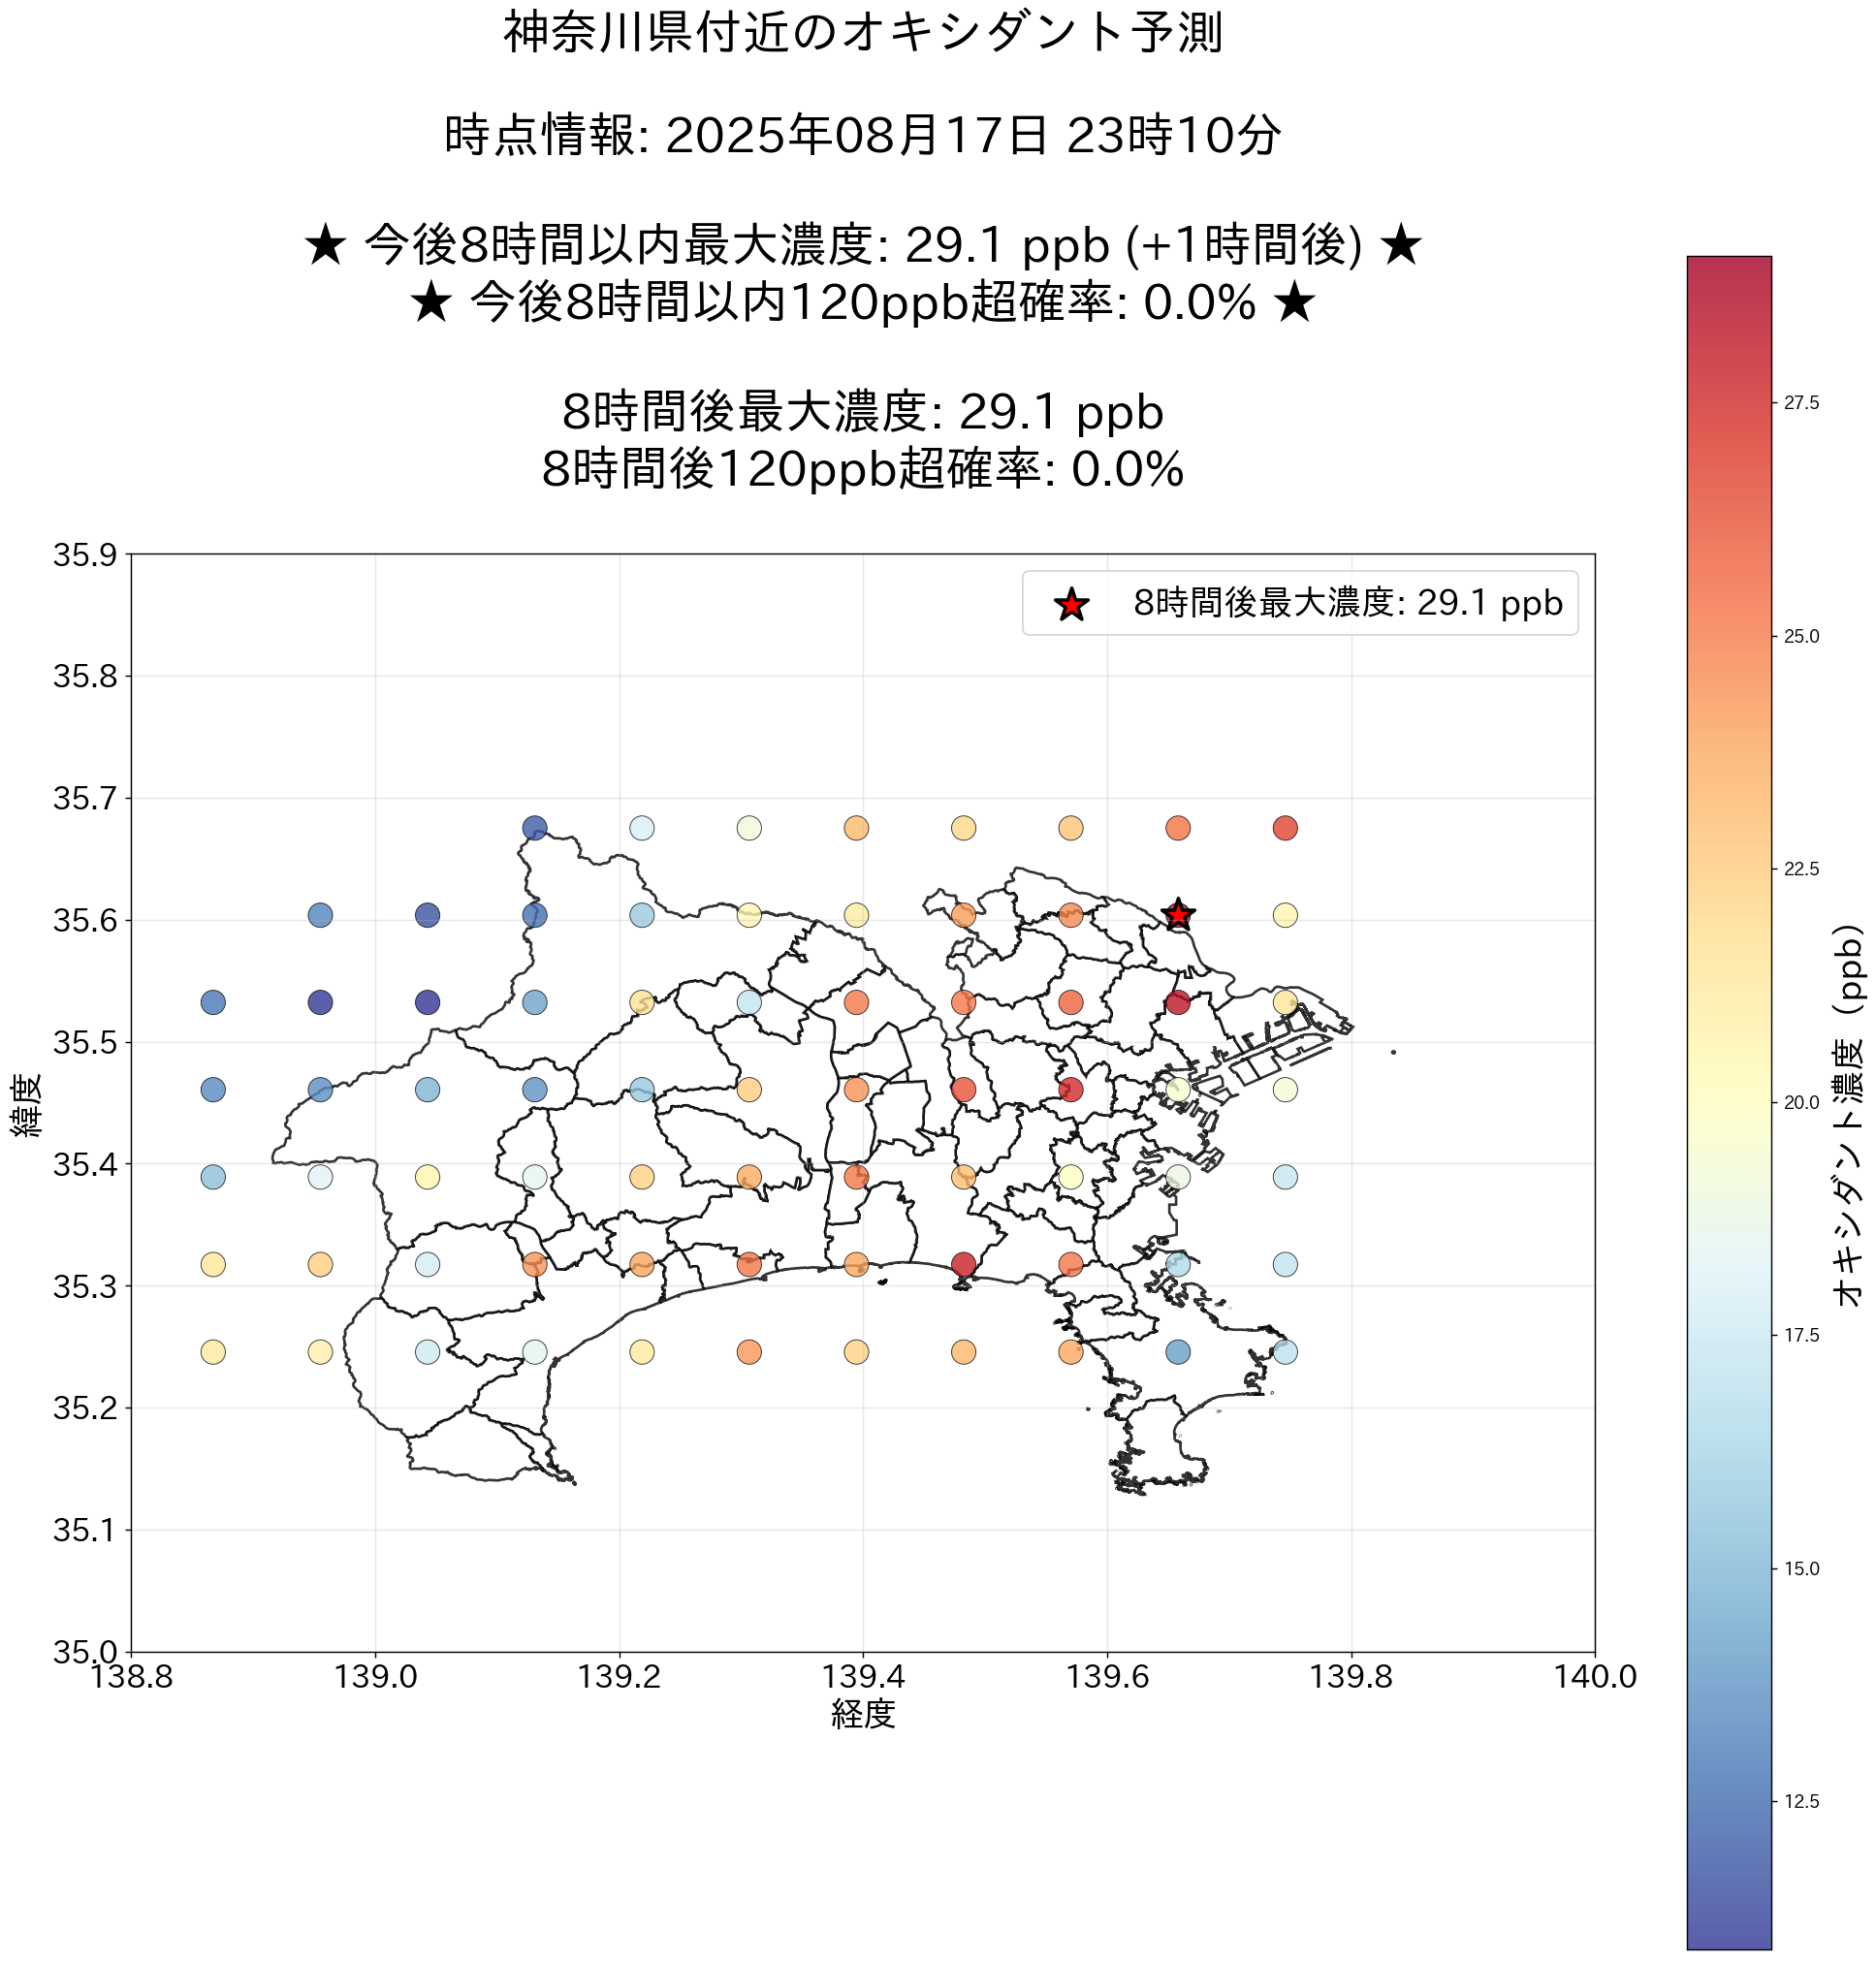 神奈川県付近のオキシダント予測
時点情報: 2025年08月17日 23時10分
★ 今後8時間以内最大濃度: 29.1 ppb (+1時間後) ★
★ 今後8時間以内120ppb超確率: 0.0% ★
8時間後最大濃度: 29.1 ppb
8時間後120ppb超確率: 0.0%
8時間後最大濃度: 29.1 ppb
35.9
35.8
35.7
35.6
35.5
35.4
35.3
35.2
35.1
35.0
緯度
138.8 139.0 139.2 139.4 139.6 139.8 140.0
経度
27.5
25.0
22.5
20.0
17.5
15.0
12.5
オキシダント濃度 (ppb)